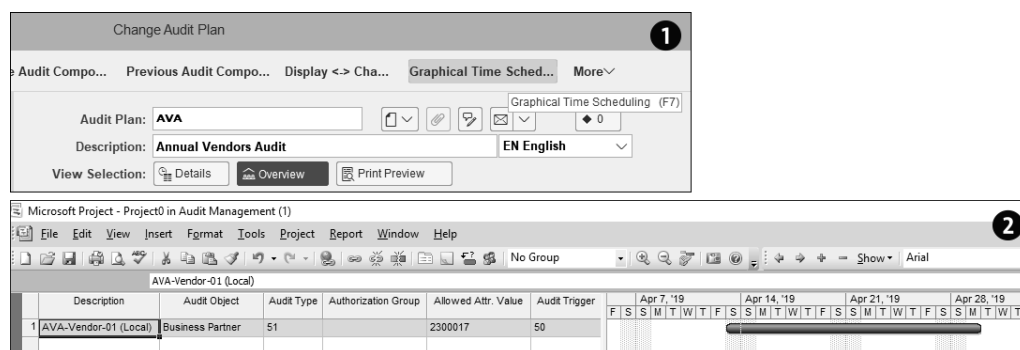 Change Audit Plan
1
e Audit Compo... Previous Audit Compo... Display <-> Cha... Graphical Time Sched... More
Graphical Time Scheduling (F7)
Audit Plan: AVA
◆ 0
Description: Annual Vendors Audit EN English
View Selection: Details Overview Print Preview
Microsoft Project - Project0 in Audit Management (1)
2
File Edit View Insert Format Tools Project Report Window Help
No Group Show Arial
AVA-Vendor-01 (Local)
Description Audit Object Audit Type Authorization Group Allowed Attr. Value Audit Trigger Apr 7, '19 Apr 14, '19 Apr 21, '19 Apr 28, '19
F S S M T W T F S S M T W T F S S M T W T F S S M T W T
1 AVA-Vendor-01 (Local) Business Partner 51 2300017 50